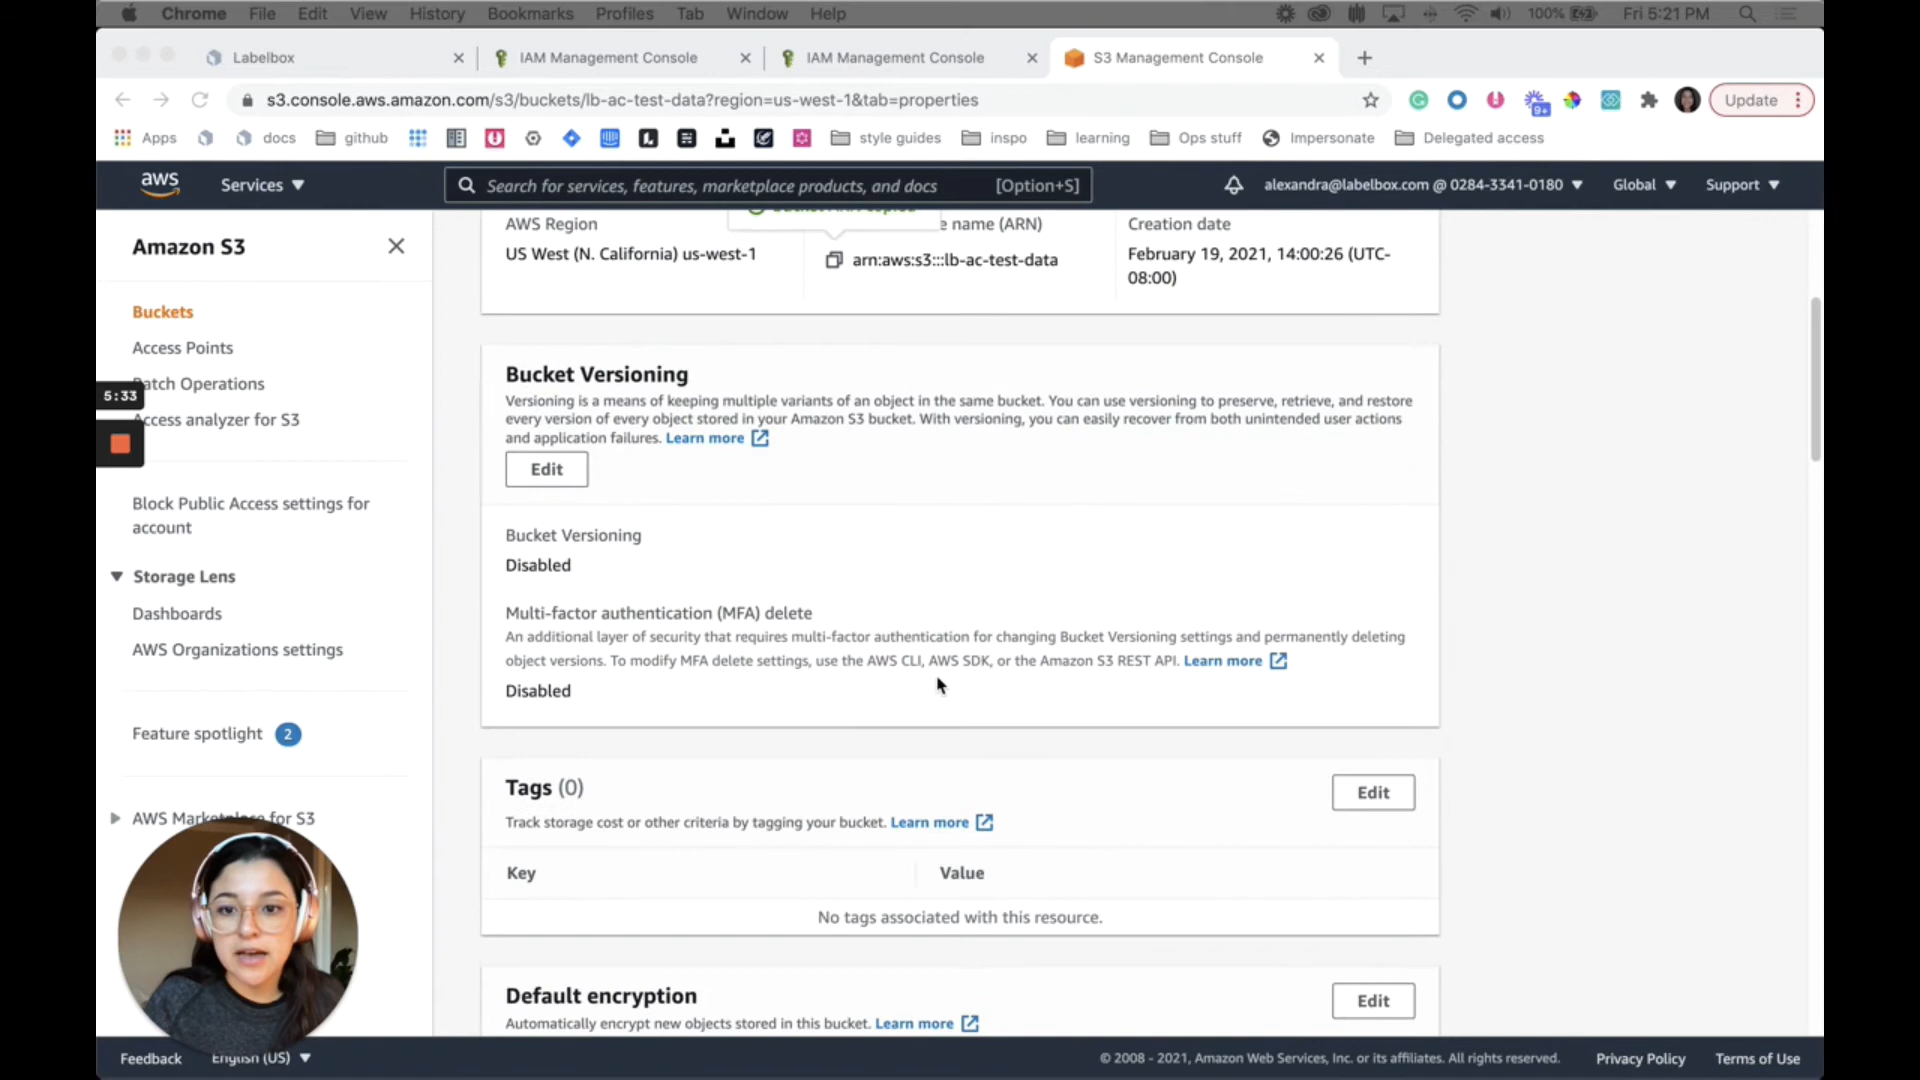 Chrome File Edit View History Bookmarks Profiles Tab Window Help 100% Fri 5:21 PM
Labelbox IAM Management Console IAM Management Console S3 Management Console
s3.console.aws.amazon.com/s3/buckets/lb-ac-test-data?region=us-west-1&tab=properties 9+ Update
Apps docs github style guides inspo learning Ops stuff Impersonate Delegated access
aws Services Search for services, features, marketplace products, and docs [Option+S] alexandra@labelbox.com @ 0284-3341-0180 Global Support
Amazon S3
Buckets
Access Points
Batch Operations
5:33
Access analyzer for S3
Block Public Access settings for
account
Storage Lens
Dashboards
AWS Organizations settings
Feature spotlight 2
AWS Marketplace for S3
AWS Region
US West (N. California) us-west-1
e name (ARN)
arn:aws:s3:::lb-ac-test-data
Creation date
February 19, 2021, 14:00:26 (UTC-
08:00)
Bucket Versioning
Versioning is a means of keeping multiple variants of an object in the same bucket. You can use versioning to preserve, retrieve, and restore
every version of every object stored in your Amazon S3 bucket. With versioning, you can easily recover from both unintended user actions
and application failures. Learn more
Edit
Bucket Versioning
Disabled
Multi-factor authentication (MFA) delete
An additional layer of security that requires multi-factor authentication for changing Bucket Versioning settings and permanently deleting
object versions. To modify MFA delete settings, use the AWS CLI, AWS SDK, or the Amazon S3 REST API. Learn more
Disabled
Tags (0)
Edit
Track storage cost or other criteria by tagging your bucket. Learn more
Key Value
No tags associated with this resource.
Default encryption
Edit
Automatically encrypt new objects stored in this bucket. Learn more
Feedback English (US) © 2008 - 2021, Amazon Web Services, Inc. or its affiliates. All rights reserved. Privacy Policy Terms of Use